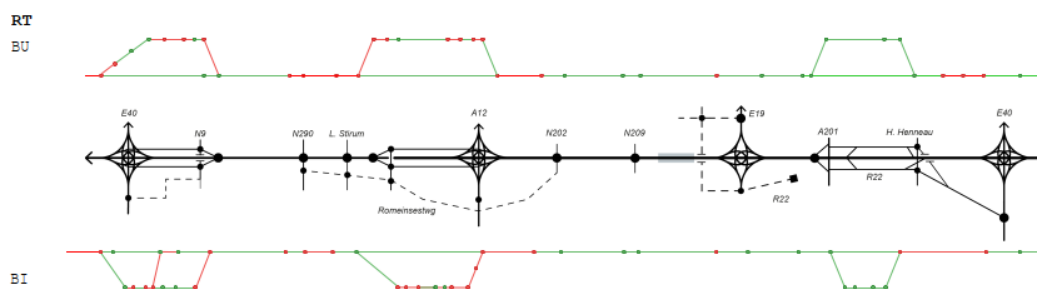 RT
BU
E40
A12
E19
E40
N9
N290
L. Stirum
N202
N209
A201
H. Henneau
R22
Romeinsestwg
R22
BI